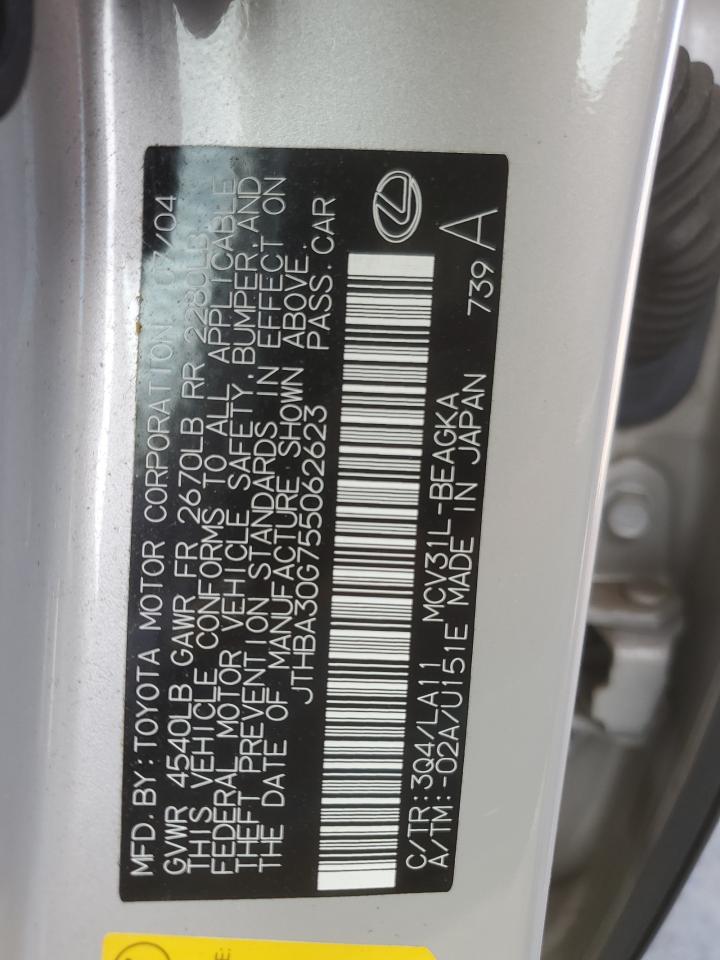 MFD. BY: TOYOTA MOTOR CORPORATION 07/04
GVWR 4540LB GAWR FR 2670LB RR 2280LB
THIS VEHICLE CONFORMS TO ALL APPLICABLE
FEDERAL MOTOR VEHICLE SAFETY, BUMPER, AND
THEFT PREVENTION STANDARDS IN EFFECT ON
THE DATE OF MANUFACTURE SHOWN ABOVE.
JTHBA30G755062623 PASS. CAR
C/TR:3Q4/LA11 MCV31L-BEAGKA
A/TM:-02A/U151E MADE IN JAPAN 739 A
E: